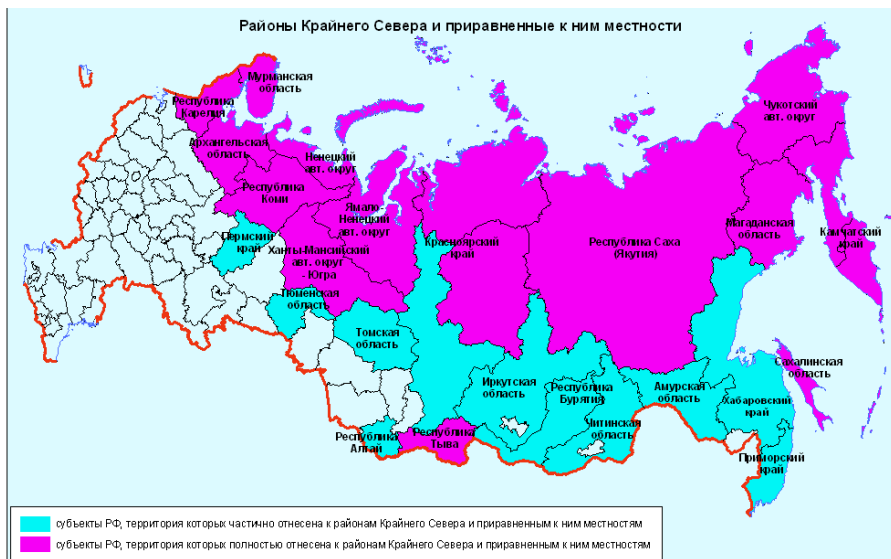 Районы Крайнего Севера и приравненные к ним местности
Мурманская
область
Республика
Карелия
Чукотский
авт. округ
Архангельская
область
Ненецкий
авт. округ
Республика
Коми
Ямало-
Ненецкий
авт. округ
Пермский
край
Ханты-Мансийский
авт. округ
- Югра
Красноярский
край
Республика Саха
(Якутия)
Магаданская
область
Камчатский
край
Тюменская
область
Томская
область
Иркутская
область
Республика
Бурятия
Амурская
область
Сахалинская
область
Хабаровский
край
Читинская
область
Республика
Алтай
Республика
Тыва
Приморский
край
субъекты РФ, территория которых частично отнесена к районам Крайнего Севера и приравненным к ним местностям
субъекты РФ, территория которых полностью отнесена к районам Крайнего Севера и приравненным к ним местностям